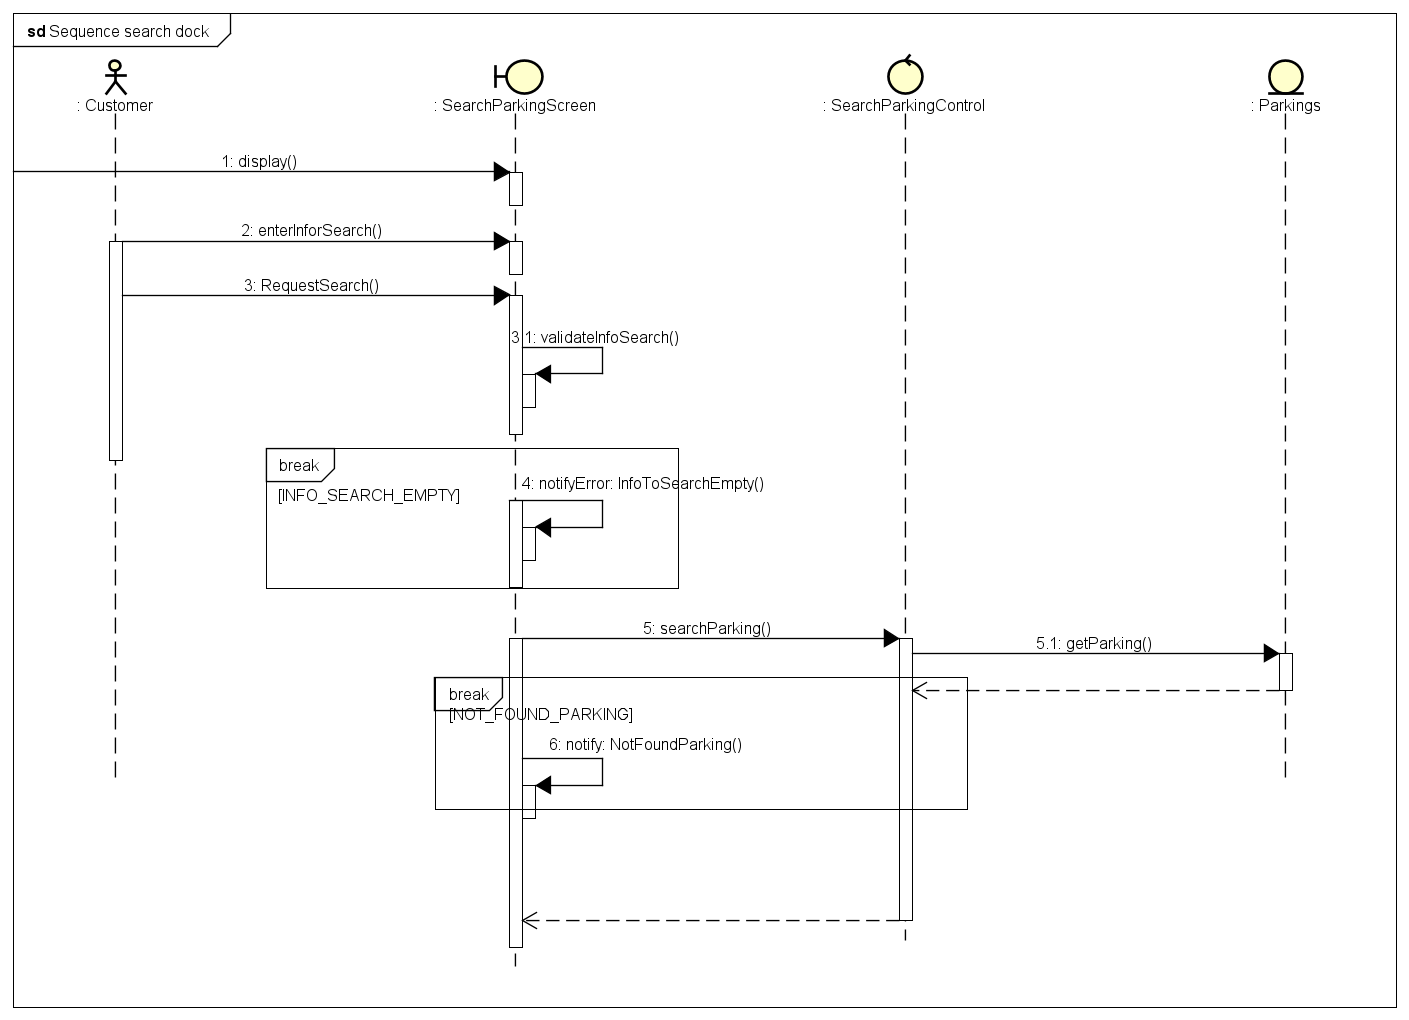 sd Sequence search dock
: Customer
: SearchParkingScreen
: SearchParkingControl
: Parkings
1: display()
2: enterInforSearch()
3: RequestSearch()
3.1: validateInfoSearch()
break
[INFO_SEARCH_EMPTY]
4: notifyError: InfoToSearchEmpty()
5: searchParking()
5.1: getParking()
break
[NOT_FOUND_PARKING]
6: notify: NotFoundParking()